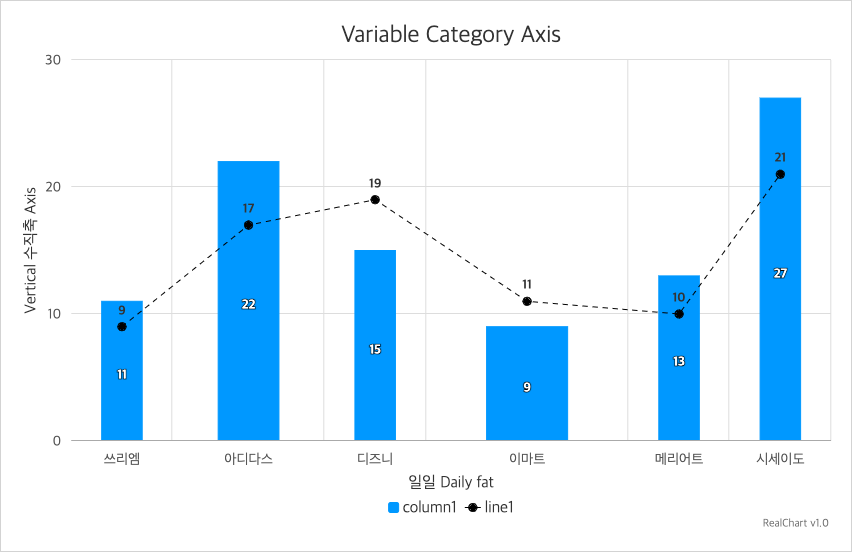 Variable Category Axis
Vertical 수직축 Axis
30
20
10
0
9
17
19
11
10
21
11
22
15
9
13
27
쓰리엠
아디다스
디즈니
이마트
메리어트
시세이도
일일 Daily fat
column1
line1
RealChart v1.0